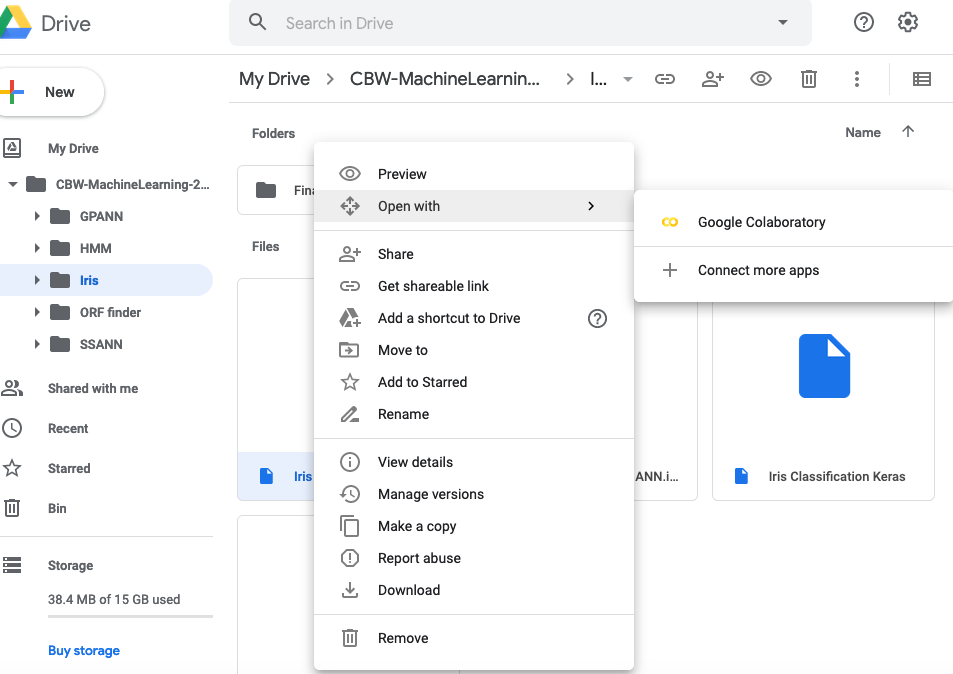 Drive
Search in Drive
New
My Drive
CBW-MachineLearning-2...
GPANN
HMM
Iris
ORF finder
SSANN
Shared with me
Recent
Starred
Bin
Storage
38.4 MB of 15 GB used
Buy storage
My Drive > CBW-MachineLearnin... > I...
Folders
Name
Fina
Files
Iris
ANN.i...
Iris Classification Keras
Preview
Open with
Share
Get shareable link
Add a shortcut to Drive
Move to
Add to Starred
Rename
View details
Manage versions
Make a copy
Report abuse
Download
Remove
Google Colaboratory
Connect more apps